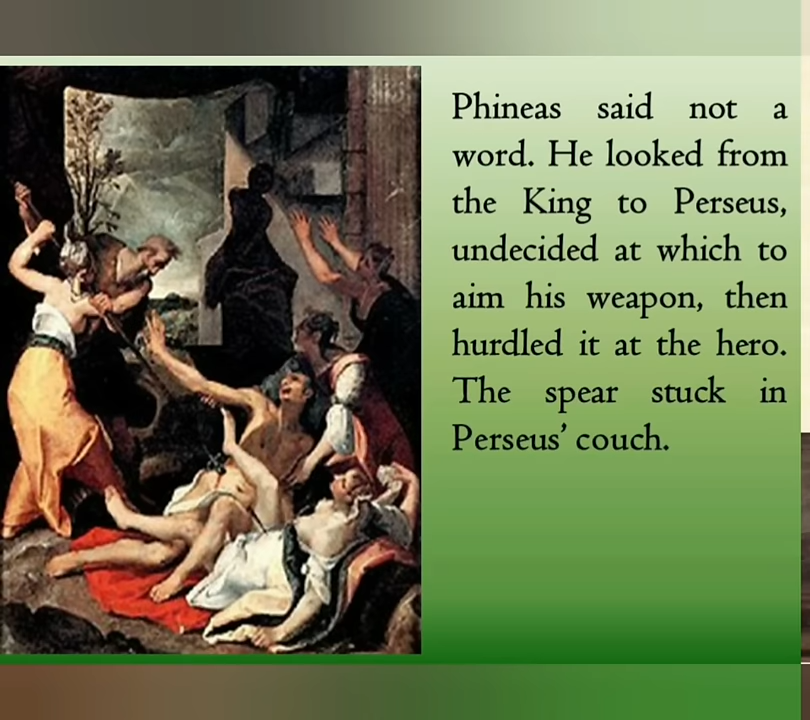 Phineas said not a
word. He looked from
the King to Perseus,
undecided at which to
aim his weapon, then
hurdled it at the hero.
The spear stuck in
Perseus’ couch.